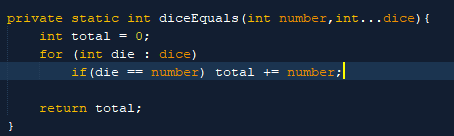 private static int diceEquals(int number,int...dice){
    int total = 0;
    for (int die : dice)
        if(die == number) total += number;

    return total;
}